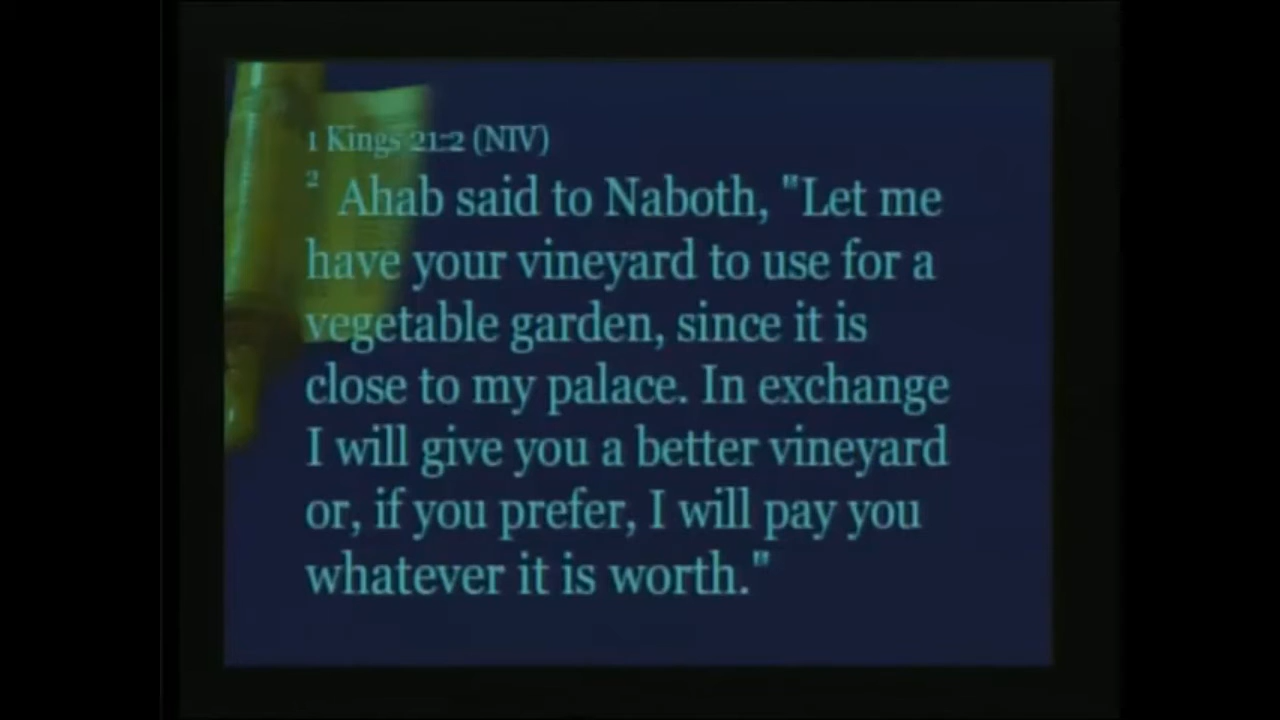 1 Kings 21:2 (NIV)
2 Ahab said to Naboth, "Let me
have your vineyard to use for a
vegetable garden, since it is
close to my palace. In exchange
I will give you a better vineyard
or, if you prefer, I will pay you
whatever it is worth."